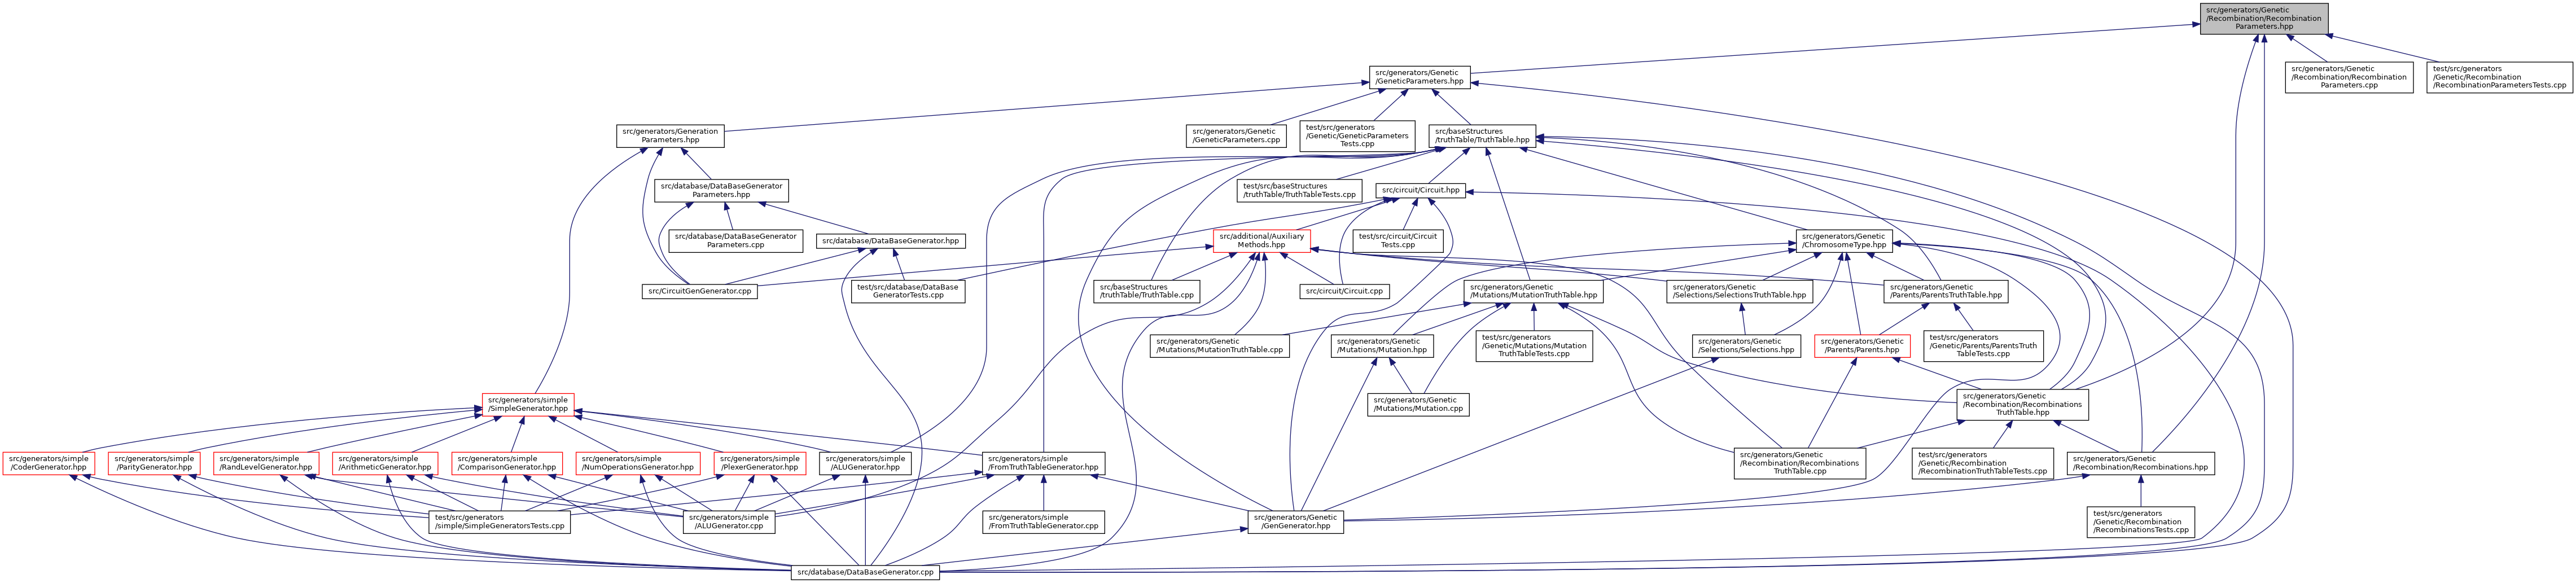 src/generators/Genetic
/Recombination/Recombination
Parameters.hpp
src/generators/Genetic
/GeneticParameters.hpp
src/generators/Genetic
/Recombination/Recombination
Parameters.cpp
test/src/generators
/Genetic/Recombination
/RecombinationParametersTests.cpp
src/generators/Generation
Parameters.hpp
src/generators/Genetic
/GeneticParameters.cpp
test/src/generators
/Genetic/GeneticParameters
Tests.cpp
src/baseStructures
/truthTable/TruthTable.hpp
src/database/DataBaseGenerator
Parameters.hpp
test/src/baseStructures
/truthTable/TruthTableTests.cpp
src/circuit/Circuit.hpp
src/database/DataBaseGenerator
Parameters.cpp
src/database/DataBaseGenerator.hpp
src/additional/Auxiliary
Methods.hpp
test/src/circuit/Circuit
Tests.cpp
src/generators/Genetic
/ChromosomeType.hpp
src/CircuitGenGenerator.cpp
test/src/database/DataBase
GeneratorTests.cpp
src/baseStructures
/truthTable/TruthTable.cpp
src/circuit/Circuit.cpp
src/generators/Genetic
/Mutations/MutationTruthTable.hpp
src/generators/Genetic
/Selections/SelectionsTruthTable.hpp
src/generators/Genetic
/Parents/ParentsTruthTable.hpp
src/generators/Genetic
/Mutations/MutationTruthTable.cpp
src/generators/Genetic
/Mutations/Mutation.hpp
test/src/generators
/Genetic/Mutations/Mutation
TruthTableTests.cpp
src/generators/Genetic
/Selections/Selections.hpp
src/generators/Genetic
/Parents/Parents.hpp
test/src/generators
/Genetic/Parents/ParentsTruth
TableTests.cpp
src/generators/simple
/SimpleGenerator.hpp
src/generators/Genetic
/Mutations/Mutation.cpp
src/generators/Genetic
/Recombination/Recombinations
TruthTable.hpp
src/generators/simple
/CoderGenerator.hpp
src/generators/simple
/ParityGenerator.hpp
src/generators/simple
/RandLevelGenerator.hpp
src/generators/simple
/ArithmeticGenerator.hpp
src/generators/simple
/ComparisonGenerator.hpp
src/generators/simple
/NumOperationsGenerator.hpp
src/generators/simple
/PlexerGenerator.hpp
src/generators/simple
/ALUGenerator.hpp
src/generators/simple
/FromTruthTableGenerator.hpp
src/generators/Genetic
/Recombination/Recombinations
TruthTable.cpp
test/src/generators
/Genetic/Recombination
/RecombinationTruthTableTests.cpp
src/generators/Genetic
/Recombination/Recombinations.hpp
test/src/generators
/simple/SimpleGeneratorsTests.cpp
src/generators/simple
/ALUGenerator.cpp
src/generators/simple
/FromTruthTableGenerator.cpp
src/generators/Genetic
/GenGenerator.hpp
test/src/generators
/Genetic/Recombination
/RecombinationsTests.cpp
src/database/DataBaseGenerator.cpp